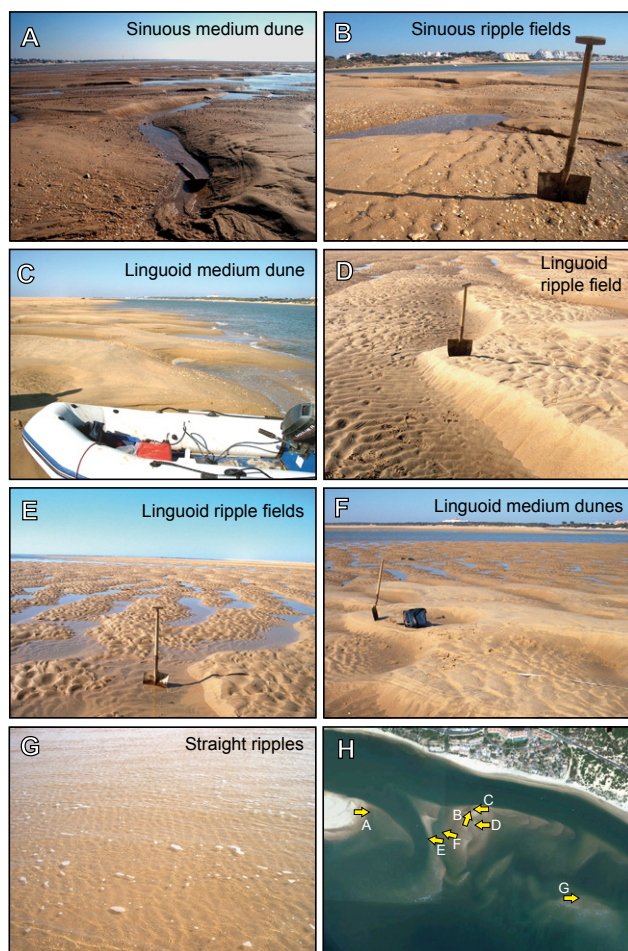 A
Sinuous medium dune
B
Sinuous ripple fields
C
Linguoid medium dune
D
Linguoid
ripple field
E
Linguoid ripple fields
F
Linguoid medium dunes
G
Straight ripples
H
A
B
C
D
E
F
G